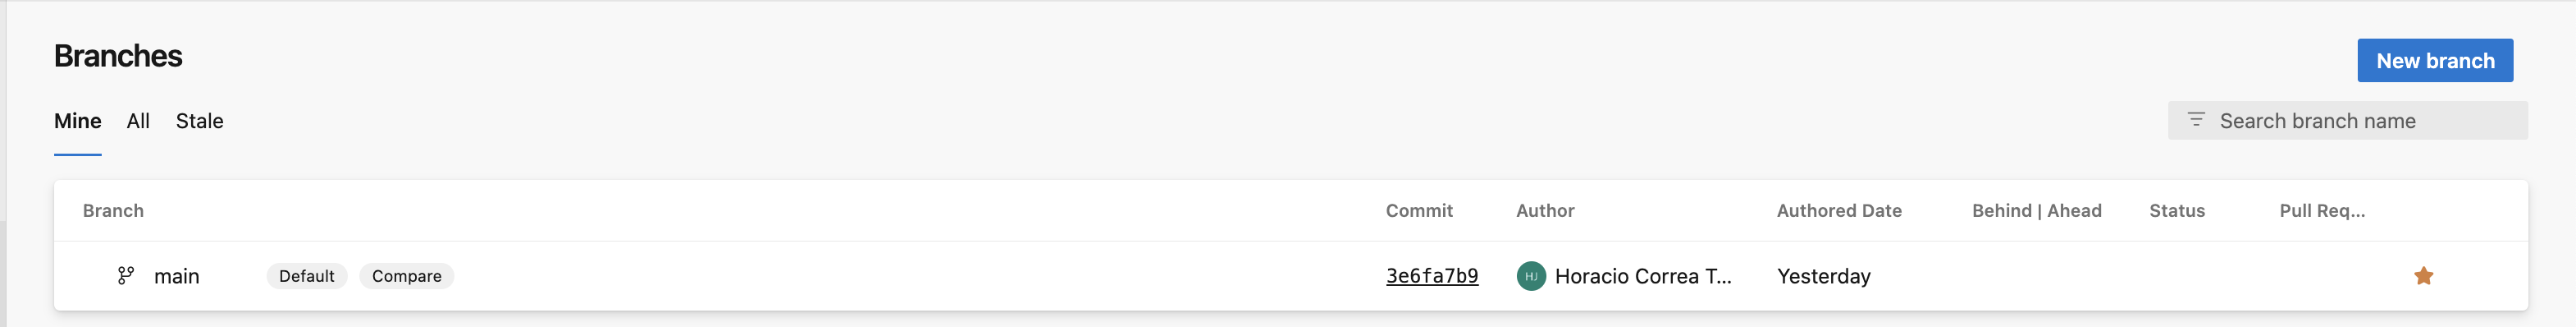 Branches
New branch
Mine All Stale
Search branch name
Branch Commit Author Authored Date Behind | Ahead Status Pull Req...
main Default Compare 3e6fa7b9 HJ Horacio Correa T... Yesterday